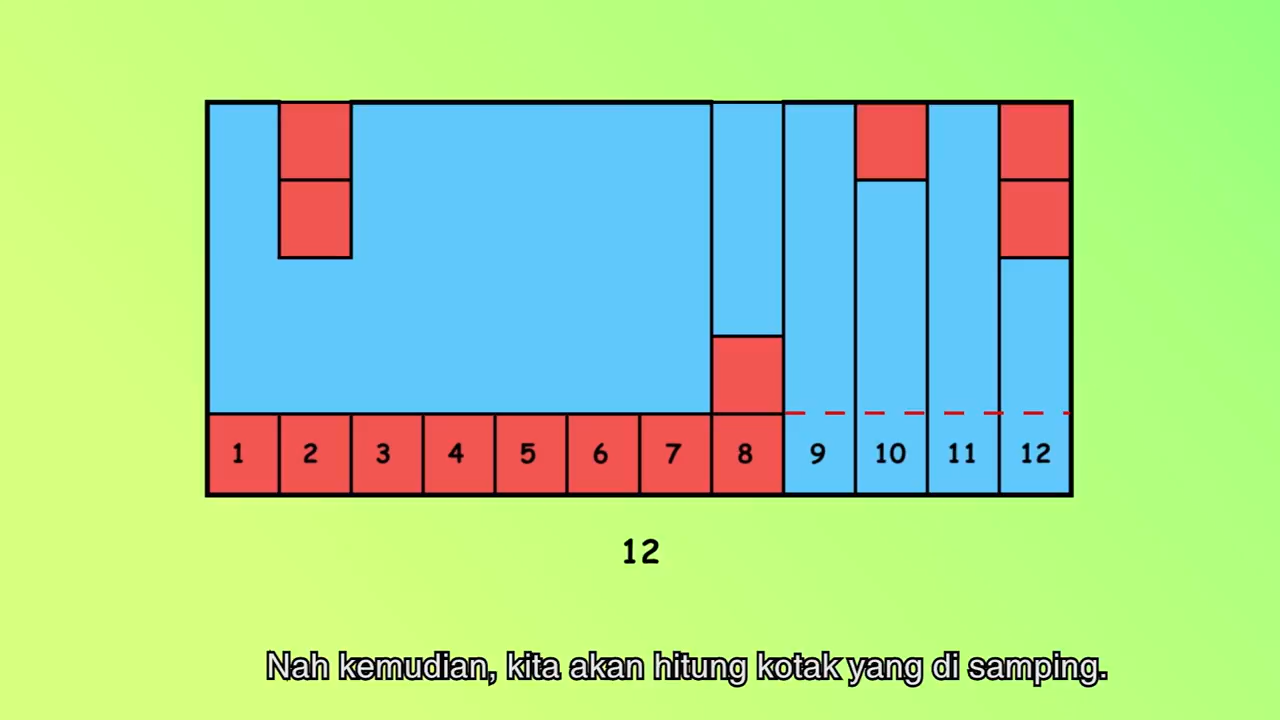 1 2 3 4 5 6 7 8 9 10 11 12
12
Nah kemudian, kita akan hitung kotak yang di samping.